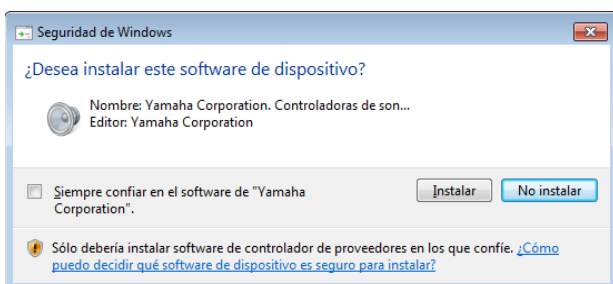 Seguridad de Windows
¿Desea instalar este software de dispositivo?
Nombre: Yamaha Corporation. Controladoras de son...
Editor: Yamaha Corporation
Siempre confiar en el software de "Yamaha
Corporation".
Instalar
No instalar
Sólo debería instalar software de controlador de proveedores en los que confíe. ¿Cómo
puedo decidir qué software de dispositivo es seguro para instalar?